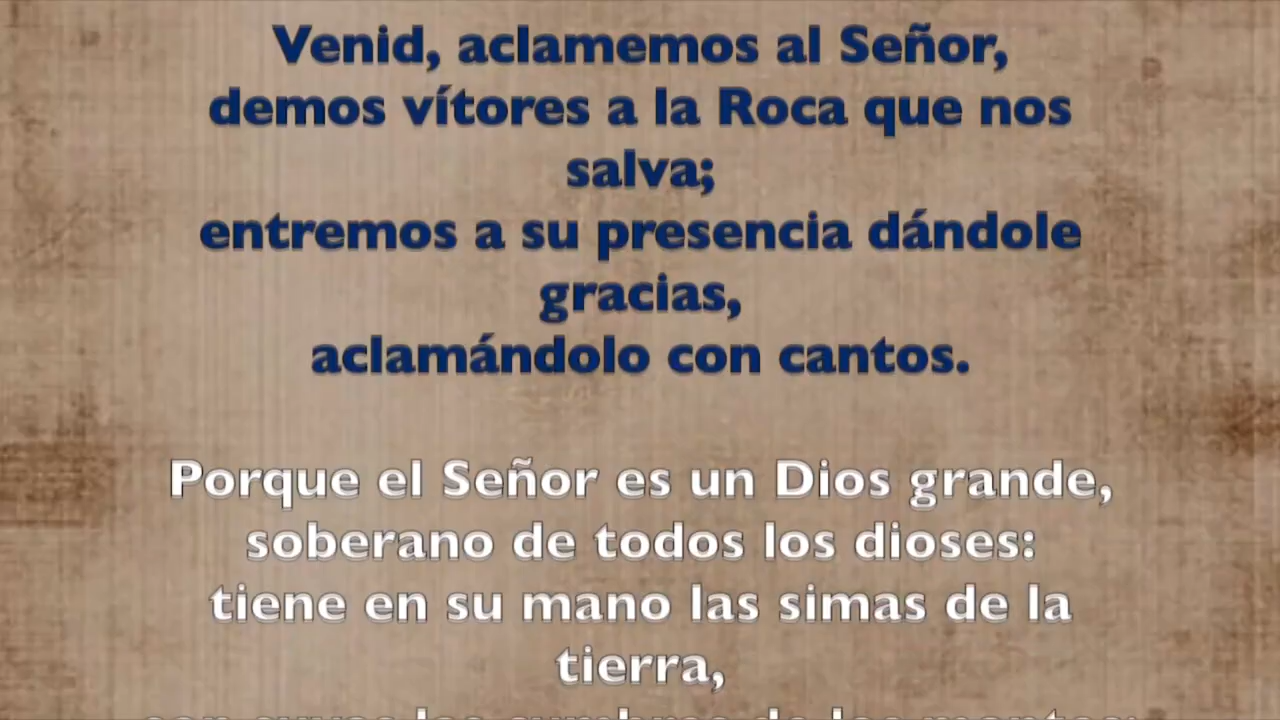 Venid, aclamemos al Señor,
demos vítores a la Roca que nos
salva;
entremos a su presencia dándole
gracias,
aclamándolo con cantos.
Porque el Señor es un Dios grande,
soberano de todos los dioses:
tiene en su mano las simas de la
tierra,